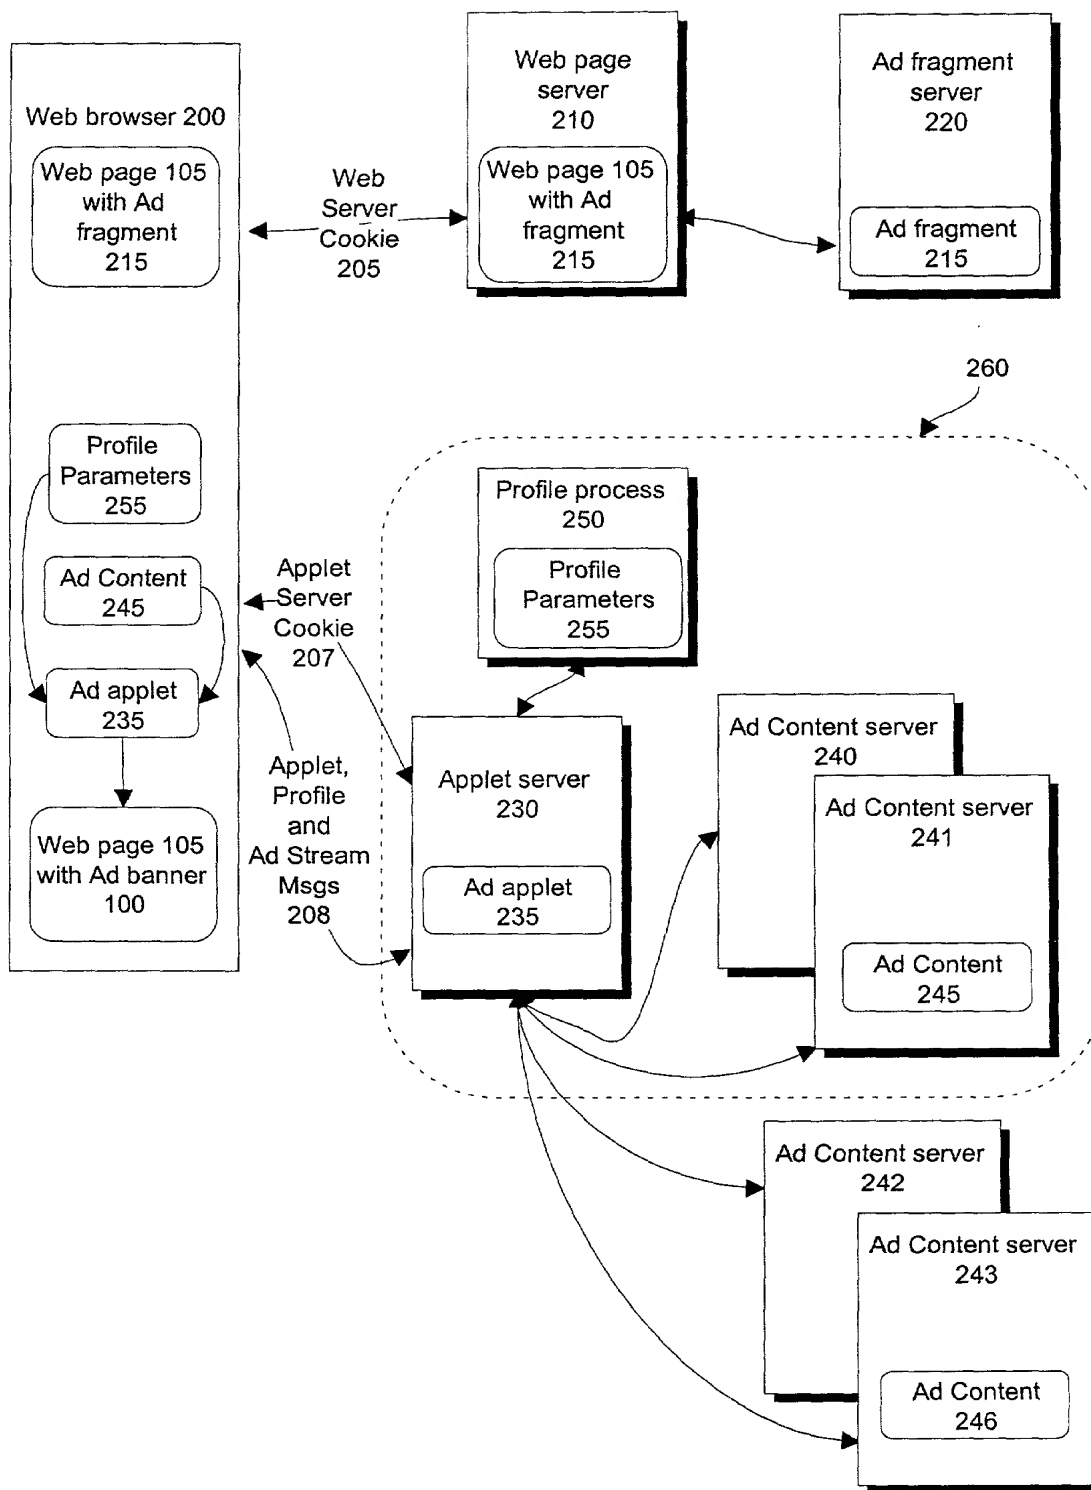 Web browser 200
Web page 105
with Ad
fragment
215
Web
Server
Cookie
205
Web page
server
210
Web page 105
with Ad
fragment
215
Ad fragment
server
220
Ad fragment
215
260
Profile
Parameters
255
Ad Content
245
Ad applet
235
Web page 105
with Ad banner
100
Applet
Server
Cookie
207
Applet,
Profile
and
Ad Stream
Msgs
208
Profile process
250
Profile
Parameters
255
Applet server
230
Ad applet
235
Ad Content server
240
Ad Content server
241
Ad Content
245
Ad Content server
242
Ad Content server
243
Ad Content
246